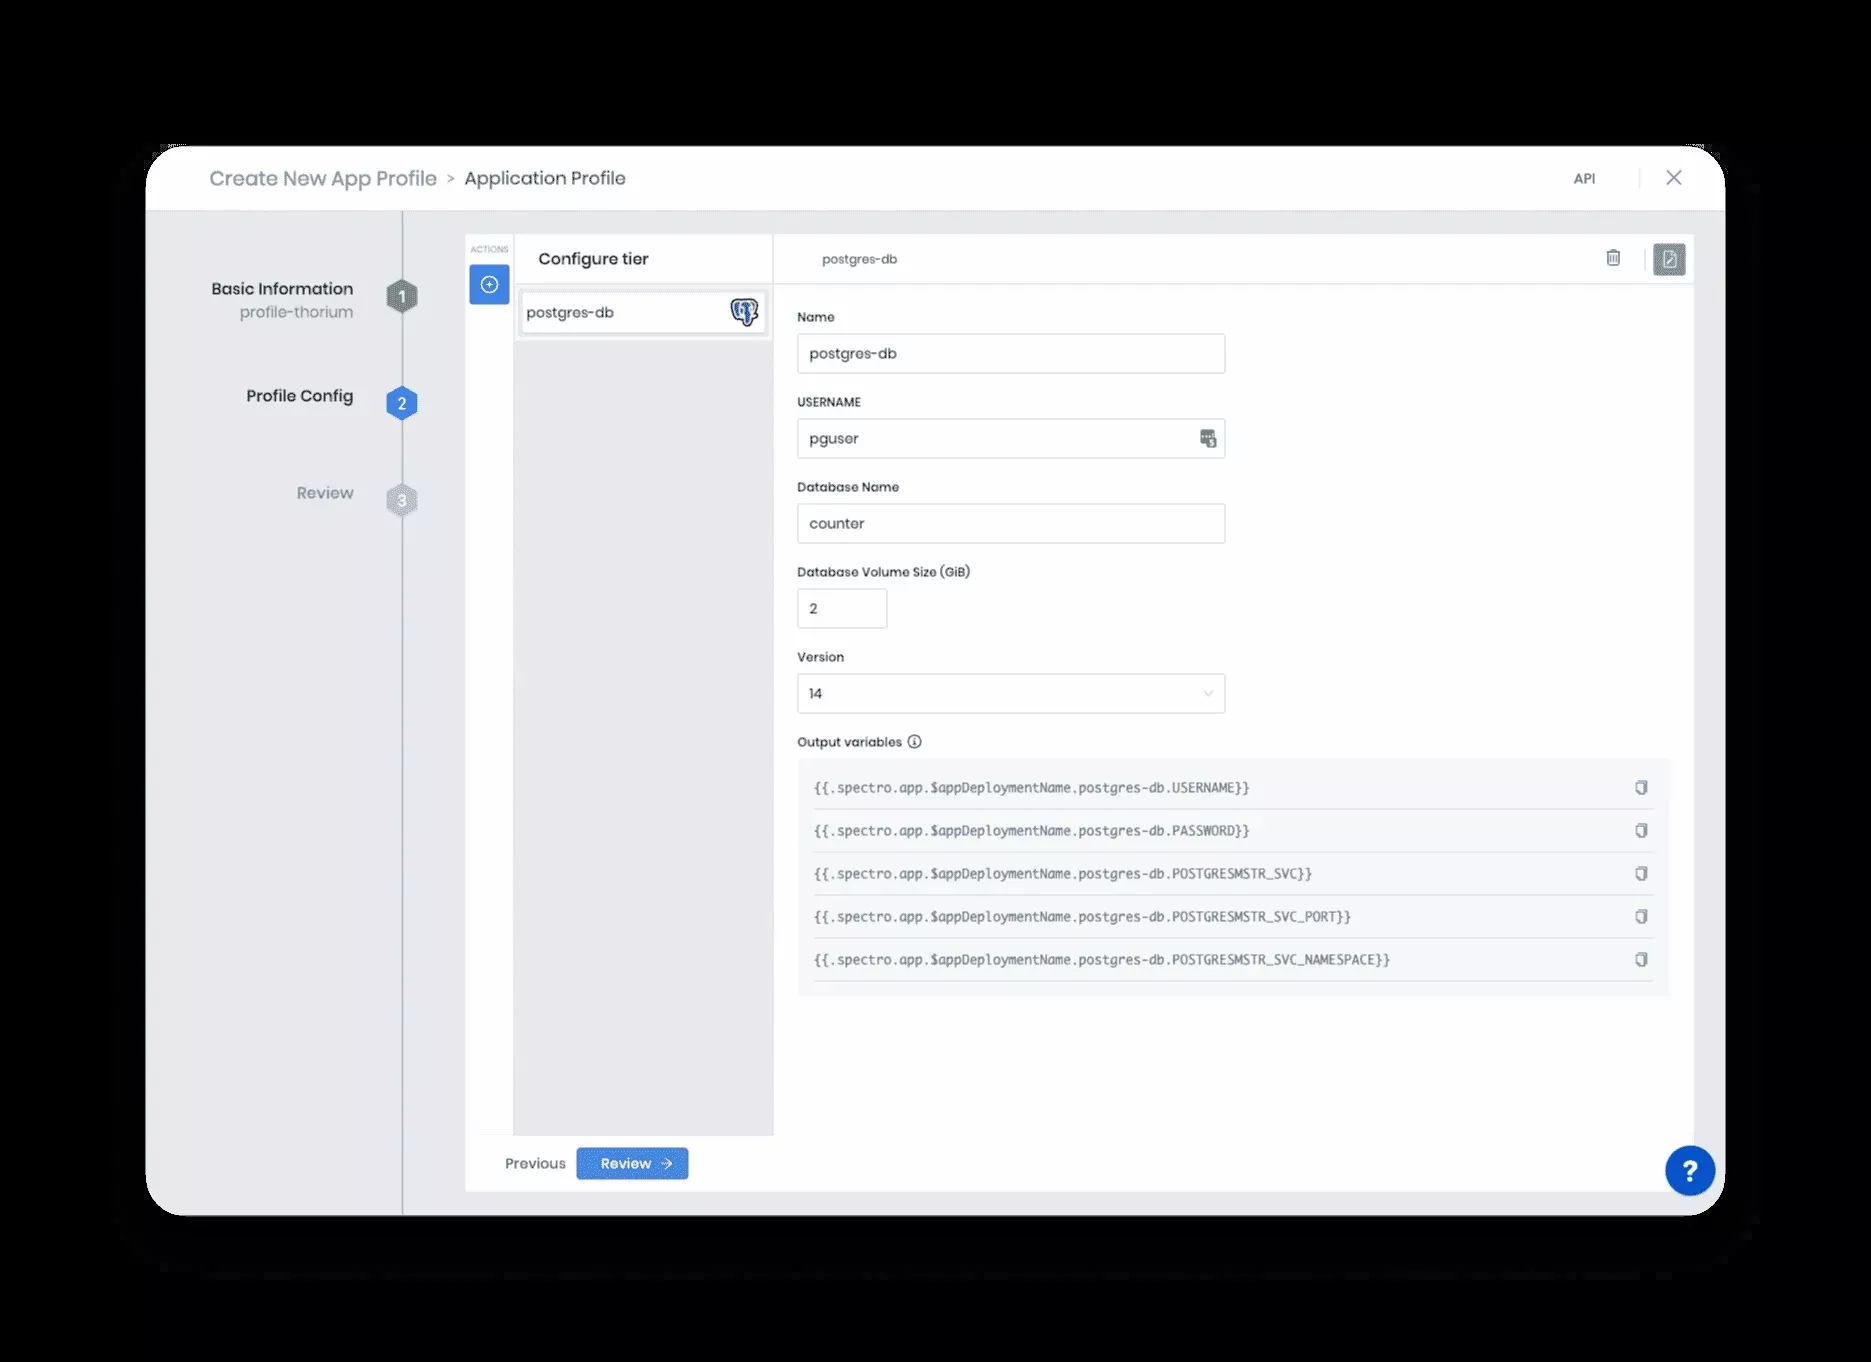 Create New App Profile > Application Profile
API
Basic Information
profile-thorium
1
Profile Config
2
Review
3
ACTIONS
Configure tier
postgres-db
postgres-db
Name
postgres-db
USERNAME
pguser
Database Name
counter
Database Volume Size (GiB)
2
Version
14
Output variables
{{.spectro.app.$appDeploymentName.postgres-db.USERNAME}}
{{.spectro.app.$appDeploymentName.postgres-db.PASSWORD}}
{{.spectro.app.$appDeploymentName.postgres-db.POSTGRESMSTR_SVC}}
{{.spectro.app.$appDeploymentName.postgres-db.POSTGRESMSTR_SVC_PORT}}
{{.spectro.app.$appDeploymentName.postgres-db.POSTGRESMSTR_SVC_NAMESPACE}}
Previous
Review →
?